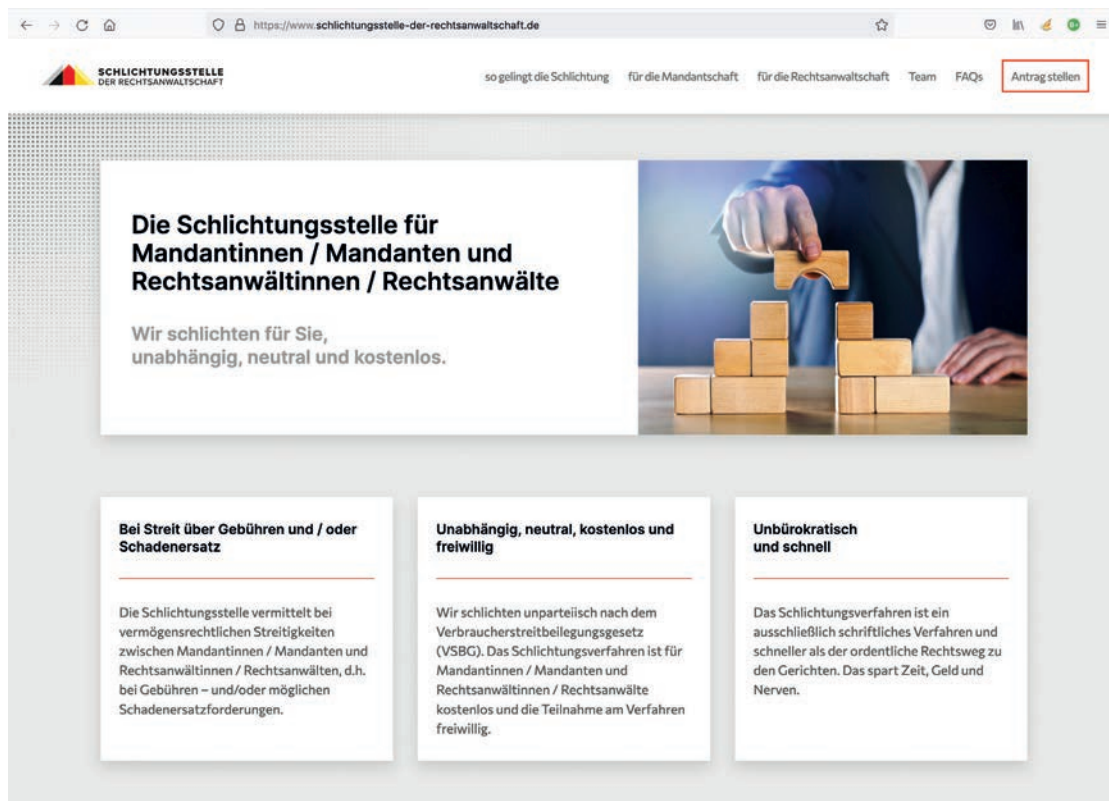 https://www.schlichtungsstelle-der-rechtsanwaltschaft.de
SCHLICHTUNGSSTELLE
DER RECHTSANWALTSCHAFT
so gelingt die Schlichtung für die Mandantschaft für die Rechtsanwaltschaft Team FAQs Antrag stellen
Die Schlichtungsstelle für
Mandantinnen / Mandanten und
Rechtsanwältinnen / Rechtsanwälte
Wir schlichten für Sie,
unabhängig, neutral und kostenlos.
Bei Streit über Gebühren und / oder
Schadenersatz
Die Schlichtungsstelle vermittelt bei
vermögensrechtlichen Streitigkeiten
zwischen Mandantinnen / Mandanten und
Rechtsanwältinnen / Rechtsanwälten, d.h.
bei Gebühren – und/oder möglichen
Schadenersatzforderungen.
Unabhängig, neutral, kostenlos und
freiwillig
Wir schlichten unparteiisch nach dem
Verbraucherstreitbeilegungsgesetz
(VSBG). Das Schlichtungsverfahren ist für
Mandantinnen / Mandanten und
Rechtsanwältinnen / Rechtsanwälte
kostenlos und die Teilnahme am Verfahren
freiwillig.
Unbürokratisch
und schnell
Das Schlichtungsverfahren ist ein
ausschließlich schriftliches Verfahren und
schneller als der ordentliche Rechtsweg zu
den Gerichten. Das spart Zeit, Geld und
Nerven.